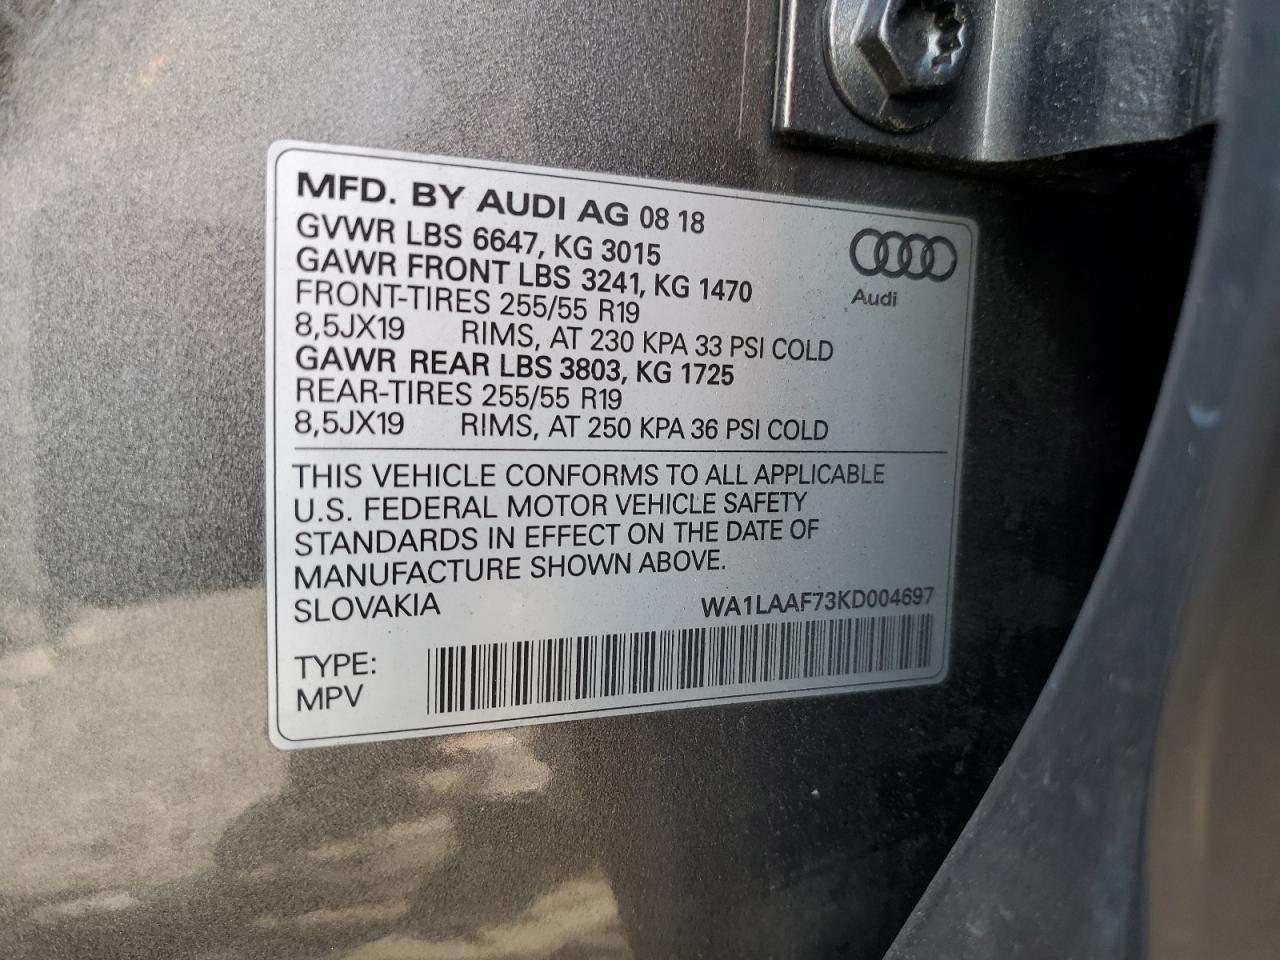 MFD. BY AUDI AG 08 18
GVWR LBS 6647, KG 3015
GAWR FRONT LBS 3241, KG 1470
FRONT-TIRES 255/55 R19
8,5JX19 RIMS, AT 230 KPA 33 PSI COLD
GAWR REAR LBS 3803, KG 1725
REAR-TIRES 255/55 R19
8,5JX19 RIMS, AT 250 KPA 36 PSI COLD
Audi
THIS VEHICLE CONFORMS TO ALL APPLICABLE
U.S. FEDERAL MOTOR VEHICLE SAFETY
STANDARDS IN EFFECT ON THE DATE OF
MANUFACTURE SHOWN ABOVE.
SLOVAKIA WA1LAAF73KD004697
TYPE:
MPV